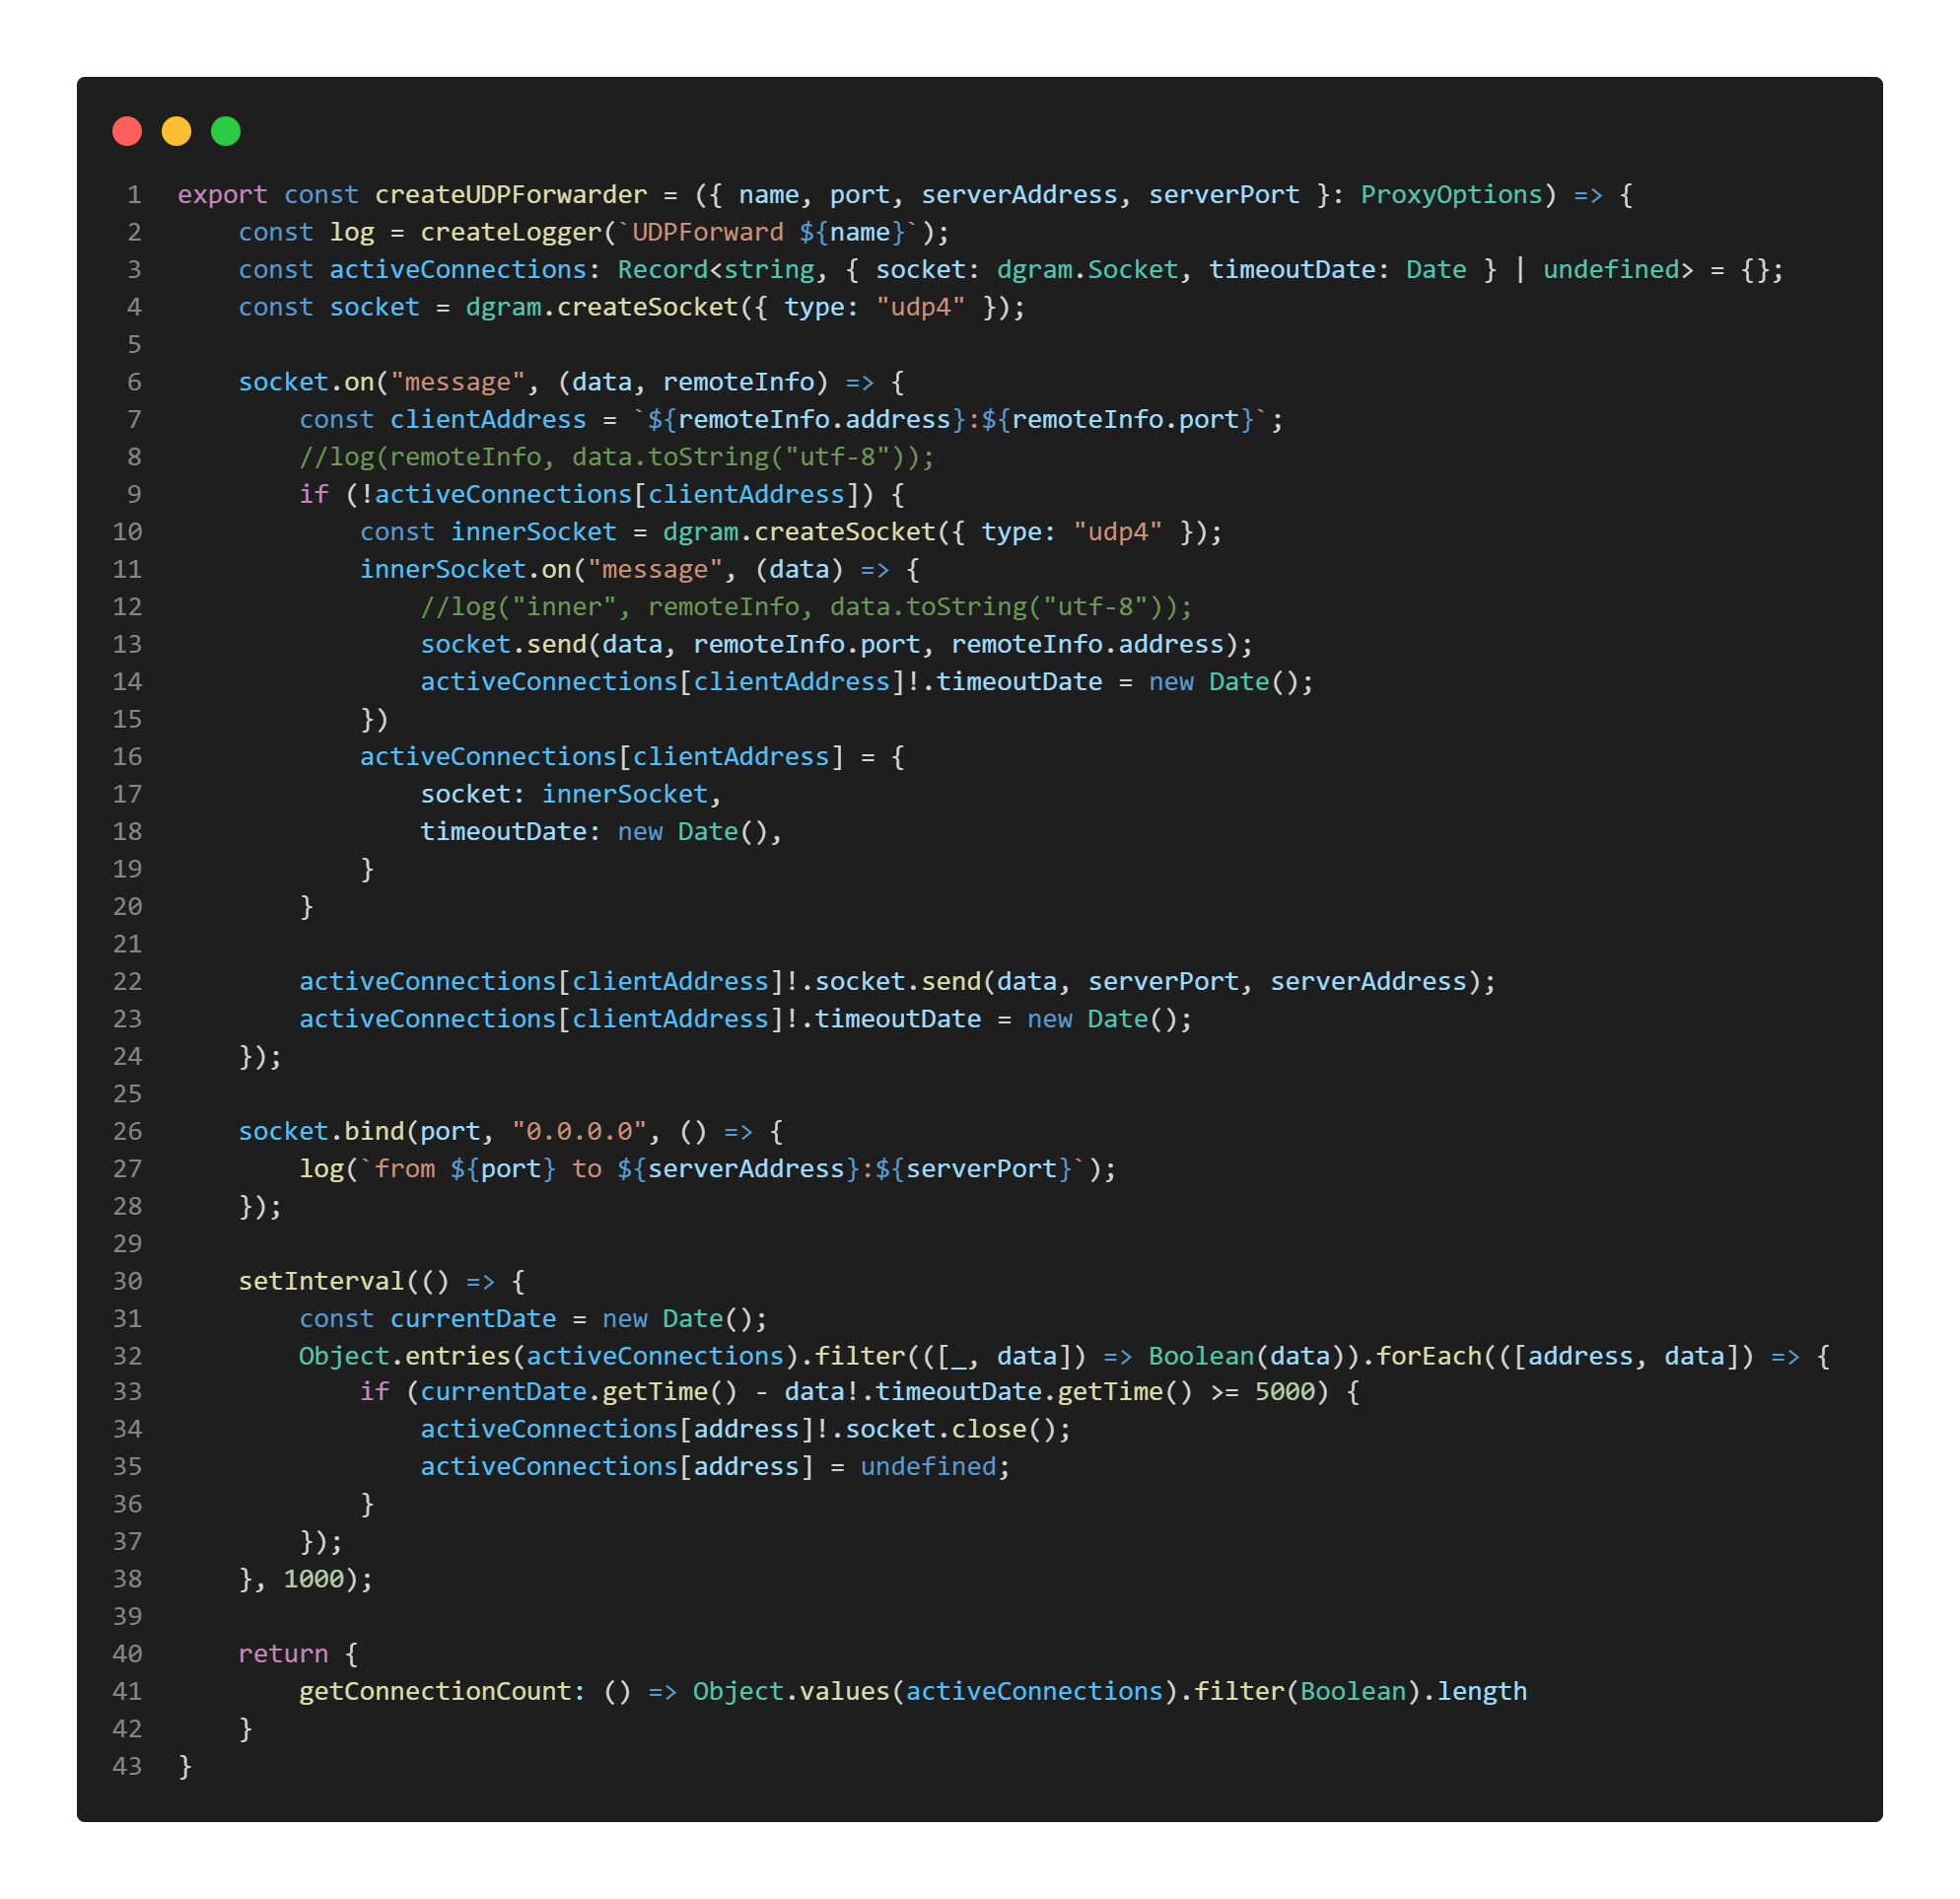 1 export const createUDPForwarder = ({ name, port, serverAddress, serverPort }: ProxyOptions) => {
2     const log = createLogger(`UDPForward ${name}`);
3     const activeConnections: Record<string, { socket: dgram.Socket, timeoutDate: Date } | undefined> = {};
4     const socket = dgram.createSocket({ type: "udp4" });
5
6     socket.on("message", (data, remoteInfo) => {
7         const clientAddress = `${remoteInfo.address}:${remoteInfo.port}`;
8         //log(remoteInfo, data.toString("utf-8"));
9         if (!activeConnections[clientAddress]) {
10             const innerSocket = dgram.createSocket({ type: "udp4" });
11             innerSocket.on("message", (data) => {
12                 //log("inner", remoteInfo, data.toString("utf-8"));
13                 socket.send(data, remoteInfo.port, remoteInfo.address);
14                 activeConnections[clientAddress]!.timeoutDate = new Date();
15             })
16             activeConnections[clientAddress] = {
17                 socket: innerSocket,
18                 timeoutDate: new Date(),
19             }
20         }
21
22         activeConnections[clientAddress]!.socket.send(data, serverPort, serverAddress);
23         activeConnections[clientAddress]!.timeoutDate = new Date();
24     });
25
26     socket.bind(port, "0.0.0.0", () => {
27         log(`from ${port} to ${serverAddress}:${serverPort}`);
28     });
29
30     setInterval(() => {
31         const currentDate = new Date();
32         Object.entries(activeConnections).filter(([_, data]) => Boolean(data)).forEach(([address, data]) => {
33             if (currentDate.getTime() - data!.timeoutDate.getTime() >= 5000) {
34                 activeConnections[address]!.socket.close();
35                 activeConnections[address] = undefined;
36             }
37         });
38     }, 1000);
39
40     return {
41         getConnectionCount: () => Object.values(activeConnections).filter(Boolean).length
42     }
43 }